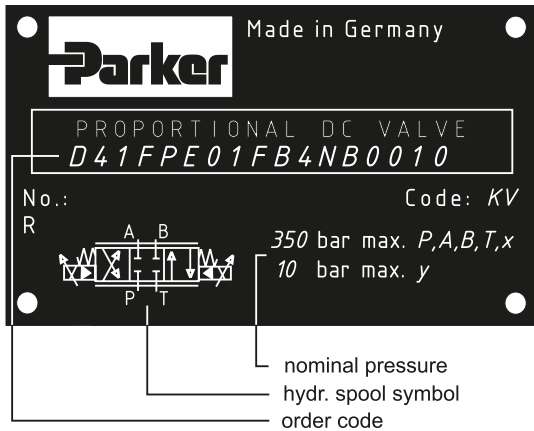 Made in Germany
Parker
PROPORTIONAL DC VALVE
D41FPE01FB4NB0010
No.:
Code: KV
R
A B
350 bar max. P,A,B,T,x
10 bar max. y
P T
nominal pressure
hydr. spool symbol
order code